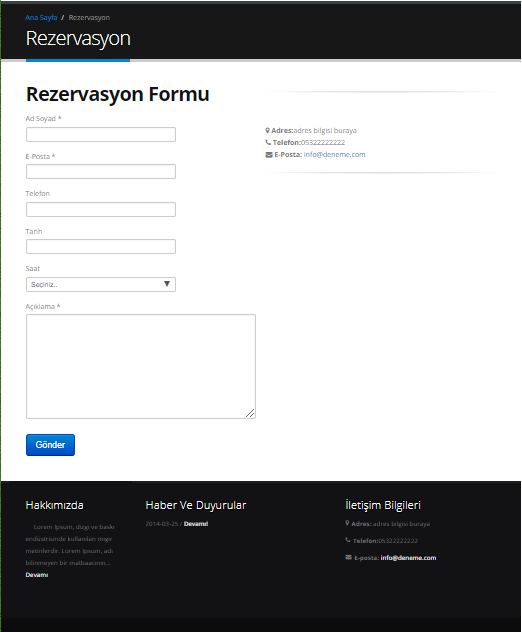 Ana Sayfa / Rezervasyon
Rezervasyon
Rezervasyon Formu
Ad Soyad *
E-Posta *
Telefon
Tarih
Saat
Seçiniz..
Açıklama *
Gönder
Adres:adres bilgisi buraya
Telefon:05322222222
E-Posta: info@deneme.com
Hakkımızda
Lorem Ipsum, dizgi ve baskı
endüstrisinde kullanılan mıgır
metinlerdir. Lorem Ipsum, adı
bilinmeyen bir matbaacının...
Devamı
Haber Ve Duyurular
2014-03-25 / Devamı!
İletişim Bilgileri
Adres: adres bilgisi buraya
Telefon:05322222222
E-posta: info@deneme.com